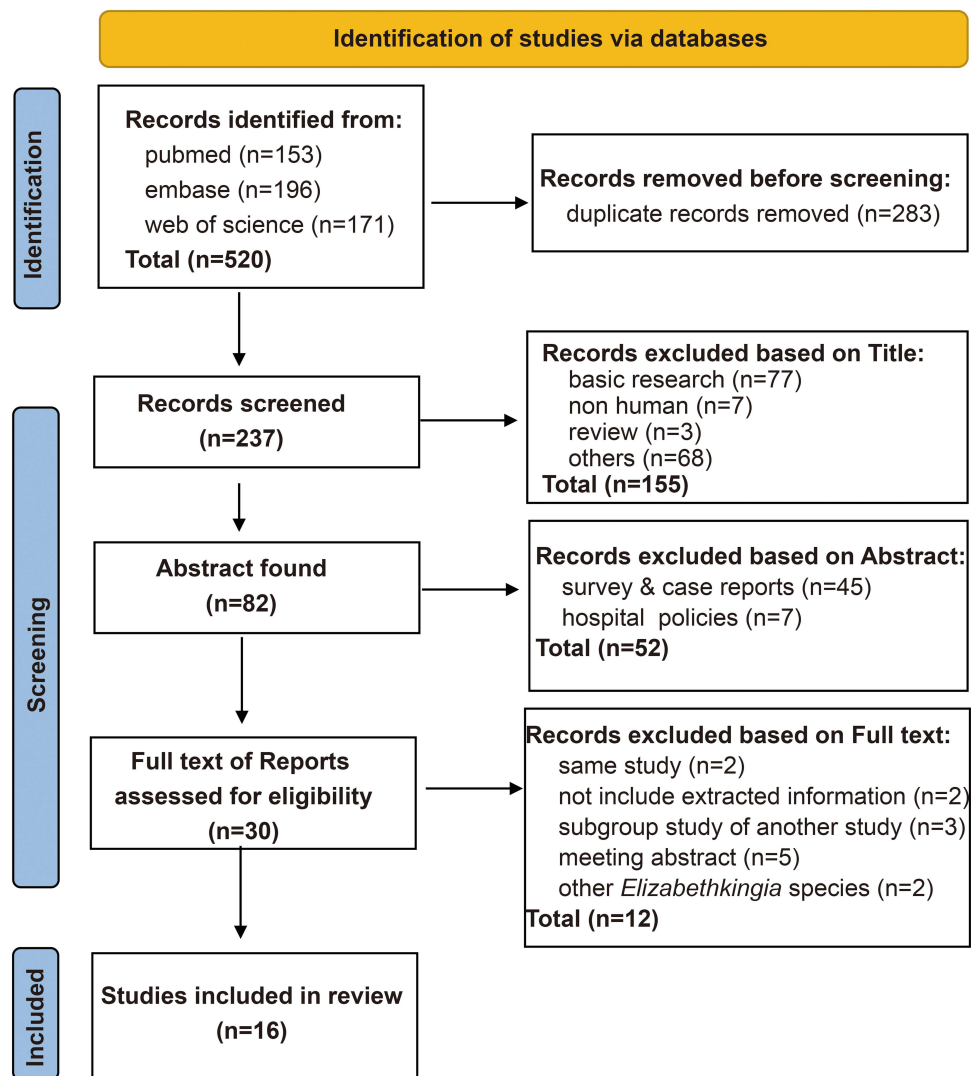 Identification of studies via databases
Identification
Records identified from:
pubmed (n=153)
embase (n=196)
web of science (n=171)
Total (n=520)
Records removed before screening:
duplicate records removed (n=283)
Screening
Records screened
(n=237)
Records excluded based on Title:
basic research (n=77)
non human (n=7)
review (n=3)
others (n=68)
Total (n=155)
Abstract found
(n=82)
Records excluded based on Abstract:
survey & case reports (n=45)
hospital policies (n=7)
Total (n=52)
Full text of Reports
assessed for eligibility
(n=30)
Records excluded based on Full text:
same study (n=2)
not include extracted information (n=2)
subgroup study of another study (n=3)
meeting abstract (n=5)
other Elizabethkingia species (n=2)
Total (n=12)
Included
Studies included in review
(n=16)